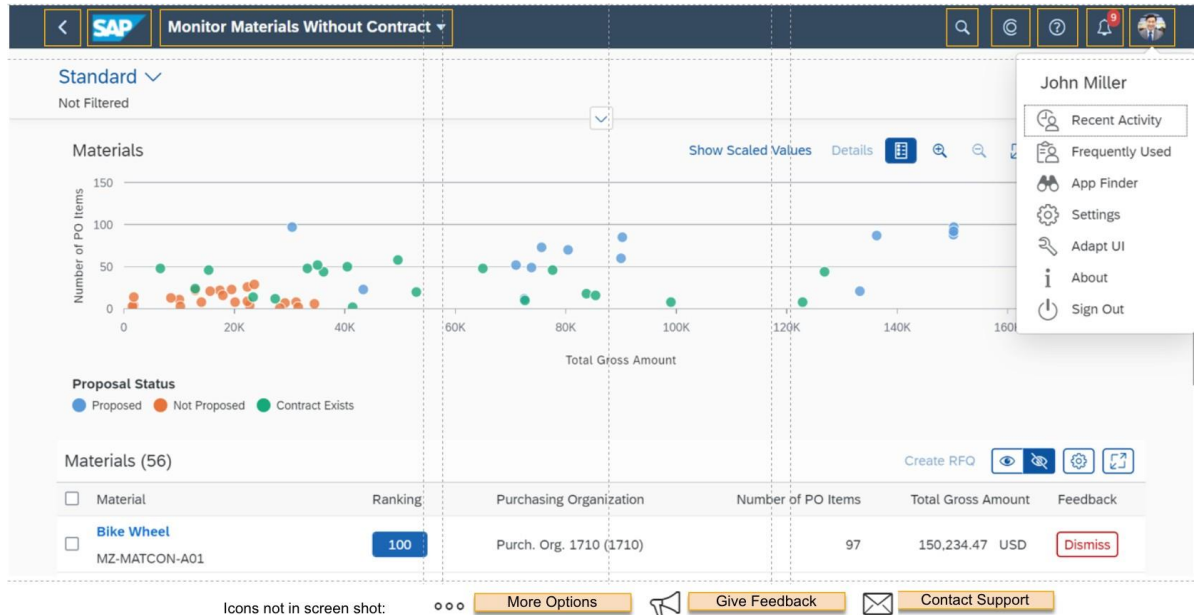 SAP Monitor Materials Without Contract 9
Standard
Not Filtered
John Miller
Recent Activity
Frequently Used
App Finder
Settings
Adapt UI
About
Sign Out
Materials Show Scaled Values Details
Number of PO Items
150
100
50
0
0 20K 40K 60K 80K 100K 120K 140K
Total Gross Amount
Proposal Status
Proposed Not Proposed Contract Exists
Materials (56) Create RFQ
Material Ranking Purchasing Organization Number of PO Items Total Gross Amount Feedback
Bike Wheel
MZ-MATCON-A01 100 Purch. Org. 1710 (1710) 97 150,234.47 USD Dismiss
Icons not in screen shot: More Options Give Feedback Contact Support